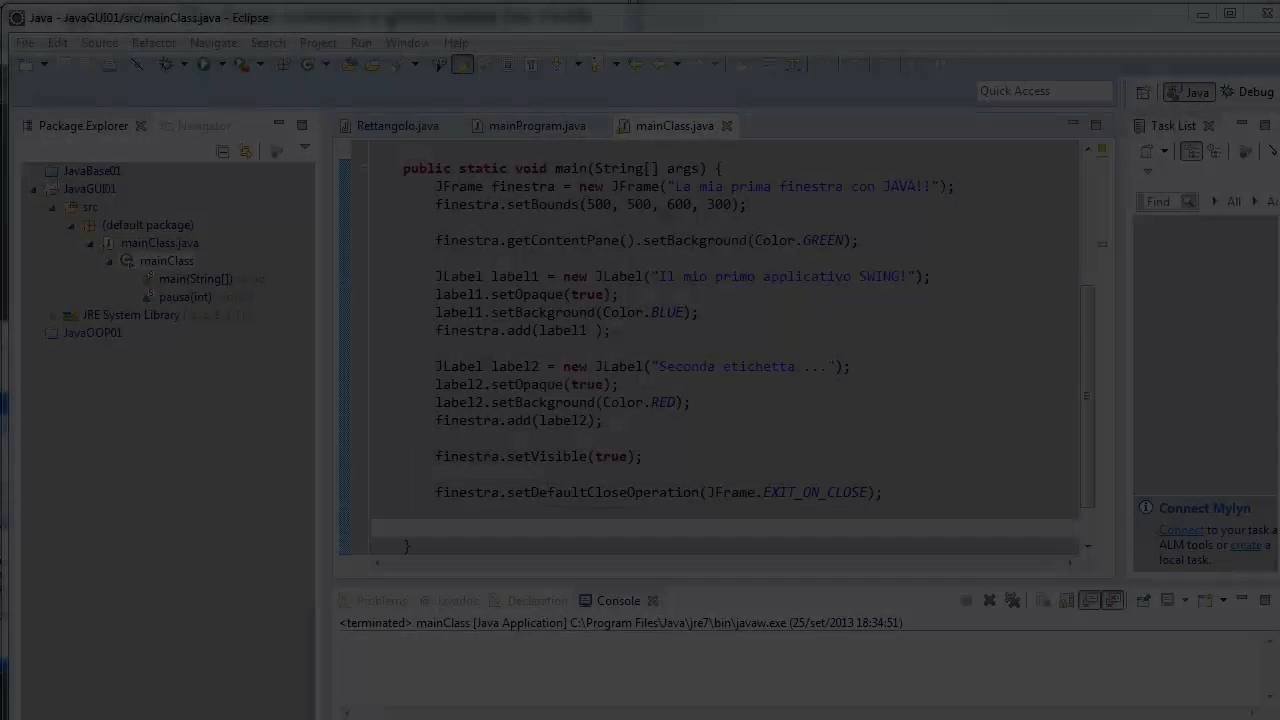 Java - JavaGUI01/src/mainClass.java - Eclipse
File Edit Source Refactor Navigate Search Project Run Window Help
Quick Access
Java
Debug
Package Explorer
Navigator
Rettangolo.java
mainProgram.java
mainClass.java
Task List
JavaBase01
JavaGUI01
src
(default package)
mainClass.java
mainClass
main(String[])
pausa(int)
JRE System Library
JavaOOP01
public static void main(String[] args) {
JFrame finestra = new JFrame("La mia prima finestra con JAVA!!");
finestra.setBounds(500, 500, 600, 300);
finestra.getContentPane().setBackground(Color.GREEN);
JLabel label1 = new JLabel("Il mio primo applicativo SWING!");
label1.setOpaque(true);
label1.setBackground(Color.BLUE);
finestra.add(label1 );
JLabel label2 = new JLabel("Seconda etichetta ...");
label2.setOpaque(true);
label2.setBackground(Color.RED);
finestra.add(label2);
finestra.setVisible(true);
finestra.setDefaultCloseOperation(JFrame.EXIT_ON_CLOSE);
}
Find
All
Connect Mylyn
Connect to your task a
ALM tools or create a
local task.
Problems
Javadoc
Declaration
Console
<terminated> mainClass [Java Application] C:\Program Files\Java\jre7\bin\javaw.exe (25/set/2013 18:34:51)